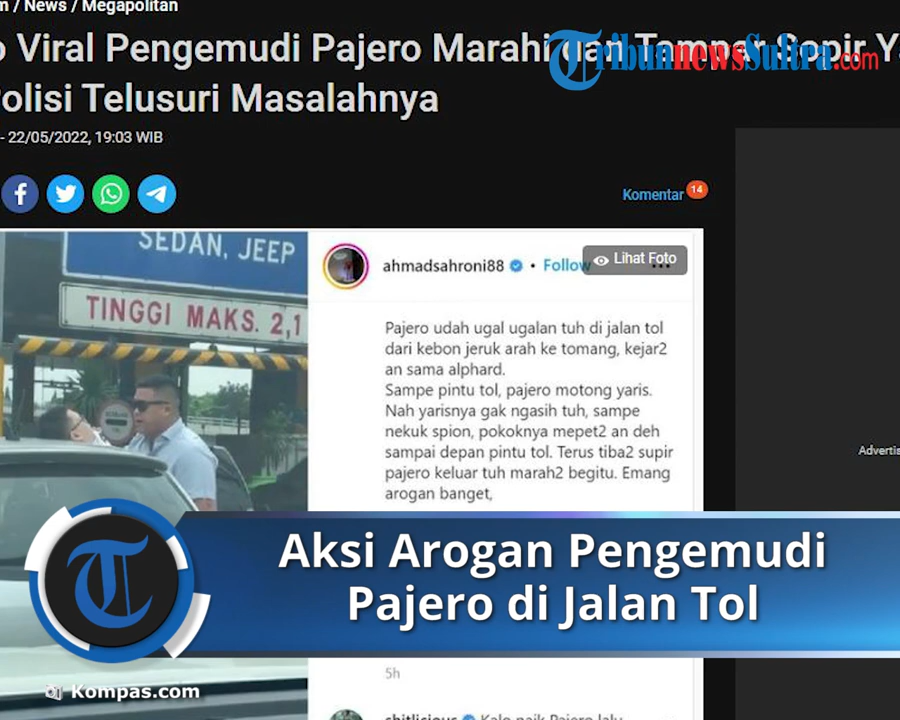 / News / Megapolitan
Viral Pengemudi Pajero Marahi dan Tampar Sopir
TribunnewsSultra.com
Telusuri Masalahnya
- 22/05/2022, 19:03 WIB
Komentar 14
SEDAN, JEEP
TINGGI MAKS. 2,1
ahmadsahroni88 • Follow
Lihat Foto
Pajero udah ugal ugalan tuh di jalan tol
dari kebon jeruk arah ke tomang, kejar2
an sama alphard.
Sampe pintu tol, pajero motong yaris.
Nah yarisnya gak ngasih tuh, sampe
nekuk spion, pokoknya mepet2 an deh
sampai depan pintu tol. Terus tiba2 supir
pajero keluar tuh marah2 begitu. Emang
arogan banget,
Aksi Arogan Pengemudi
Pajero di Jalan Tol
5h
Kompas.com